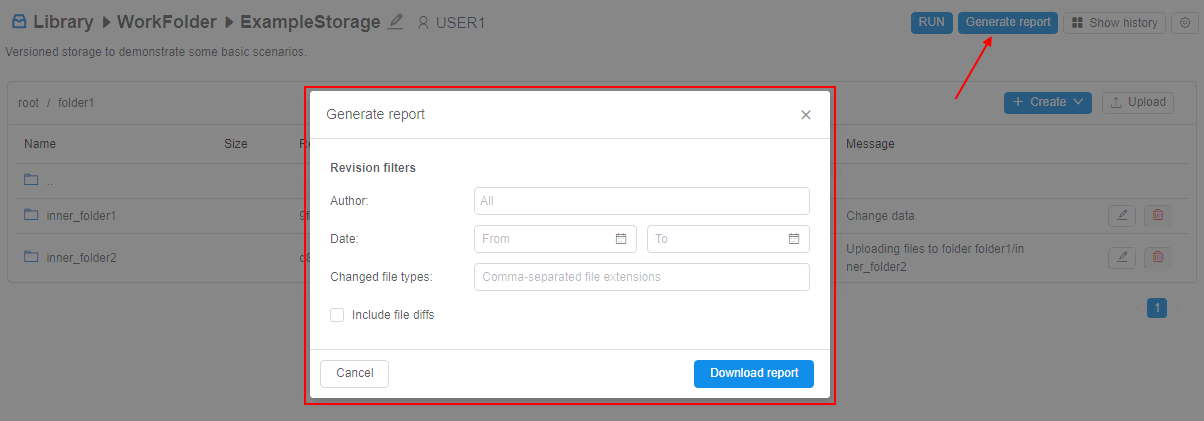 Library WorkFolder ExampleStorage USER1 RUN Generate report Show history
Versioned storage to demonstrate some basic scenarios.
root / folder1 Create Upload
Generate report
Name Size Re Message
Revision filters
..
Author: All
inner_folder1 9f Change data
Date: From To
Uploading files to folder folder1/in
inner_folder2
ner_folder2
Changed file types: Comma-separated file extensions
1
Include file diffs
Cancel Download report